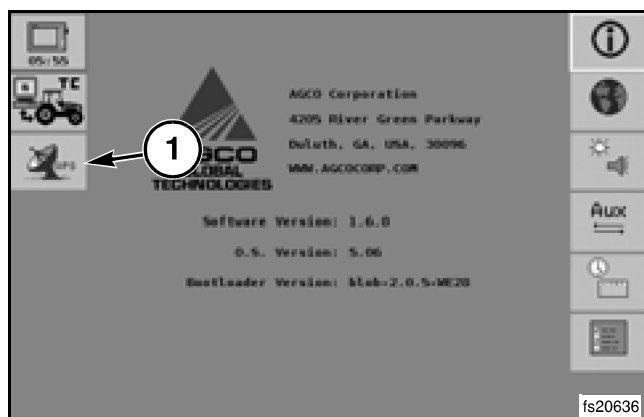 05:55
TC
GPS
1
AGCO
GLOBAL
TECHNOLOGIES
AGCO Corporation
4205 River Green Parkway
Duluth, GA, USA, 30096
WWW.AGCOCORP.COM
Software Version: 1.6.0
O.S. Version: 5.06
Bootloader Version: blob-2.0.5-WE28
Aux
fs20636